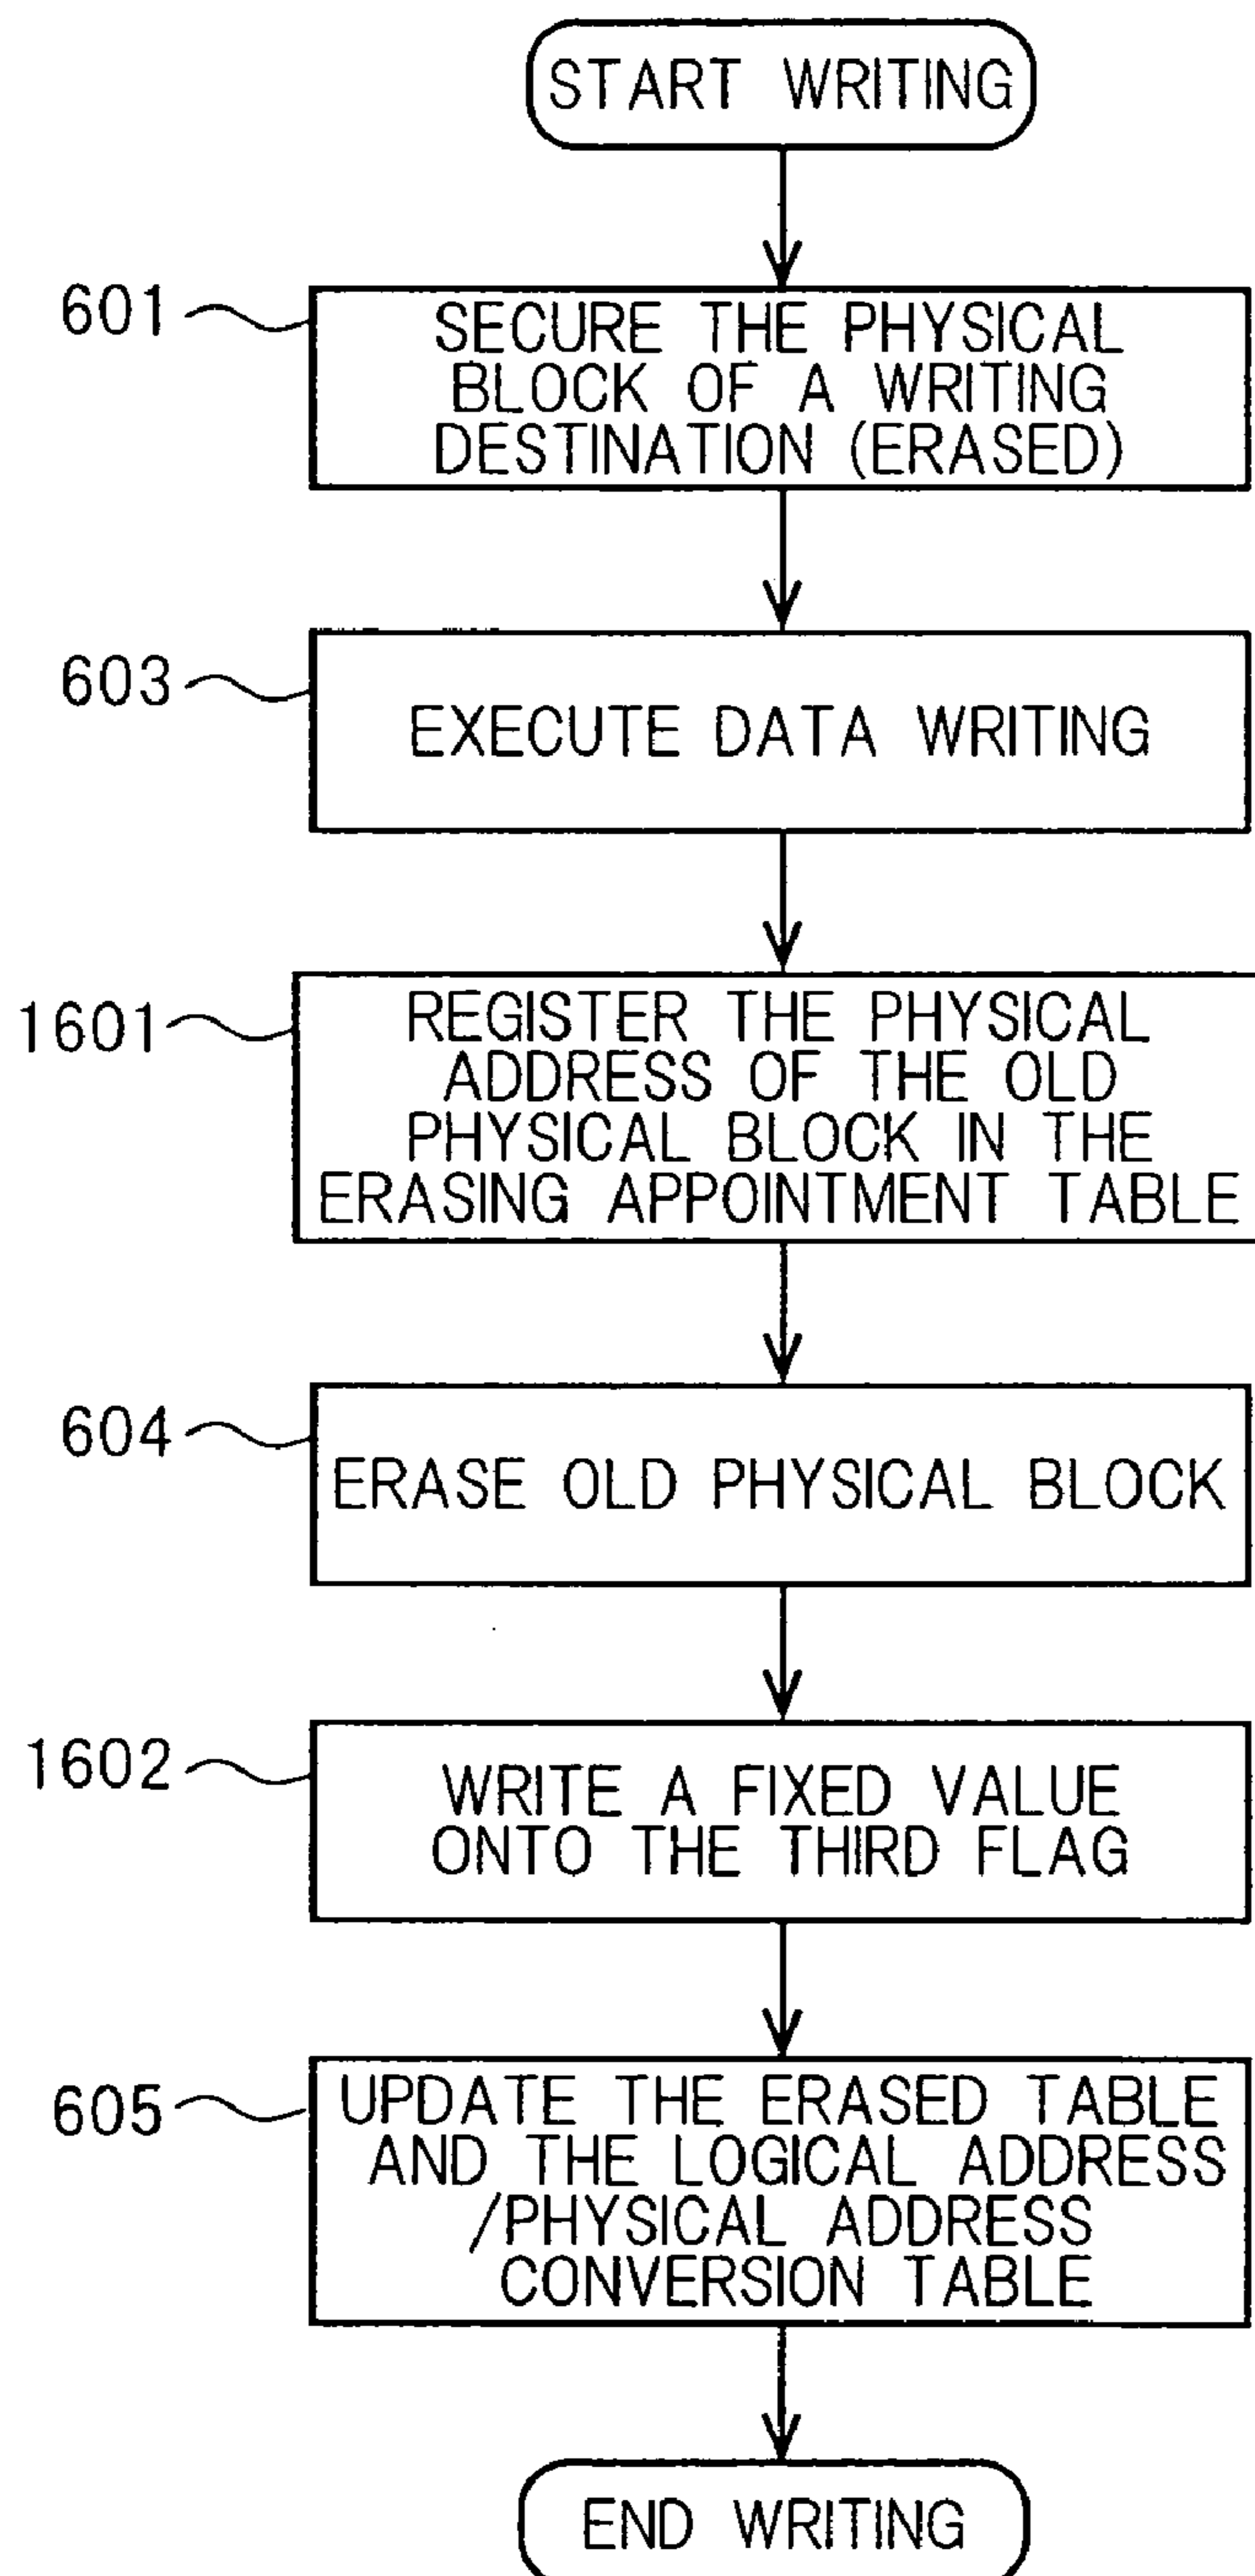 START WRITING
601
SECURE THE PHYSICAL
BLOCK OF A WRITING
DESTINATION (ERASED)
603
EXECUTE DATA WRITING
1601
REGISTER THE PHYSICAL
ADDRESS OF THE OLD
PHYSICAL BLOCK IN THE
ERASING APPOINTMENT TABLE
604
ERASE OLD PHYSICAL BLOCK
1602
WRITE A FIXED VALUE
ONTO THE THIRD FLAG
605
UPDATE THE ERASED TABLE
AND THE LOGICAL ADDRESS
/PHYSICAL ADDRESS
CONVERSION TABLE
END WRITING